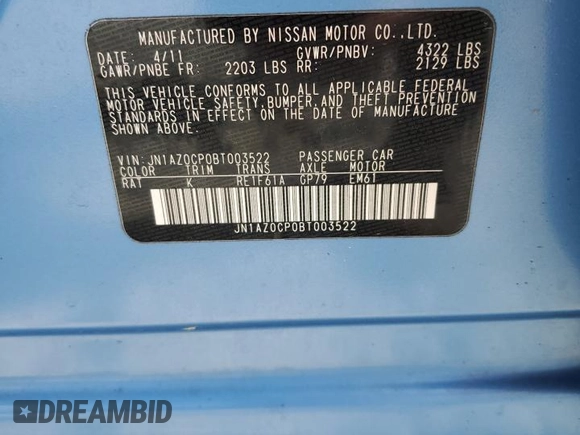 MANUFACTURED BY NISSAN MOTOR CO.,LTD.
DATE: 4/11 GVWR/PNBV: 4322 LBS
GAWR/PNBE FR: 2203 LBS RR: 2129 LBS
THIS VEHICLE CONFORMS TO ALL APPLICABLE FEDERAL
MOTOR VEHICLE SAFETY,BUMPER,AND THEFT PREVENTION
STANDARDS IN EFFECT ON THE DATE OF MANUFACTURE
SHOWN ABOVE.
VIN: JN1AZ0CP0BT003522 PASSENGER CAR
COLOR TRIM TRANS AXLE MOTOR
RAT K RE1F61A GP79 EM61
JN1AZ0CP0BT003522
DREAMBID